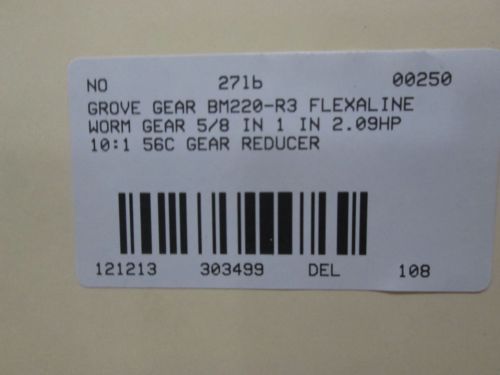 NO 27lb 00250
GROVE GEAR BM220-R3 FLEXALINE
WORM GEAR 5/8 IN 1 IN 2.09HP
10:1 56C GEAR REDUCER
121213 303499 DEL 108